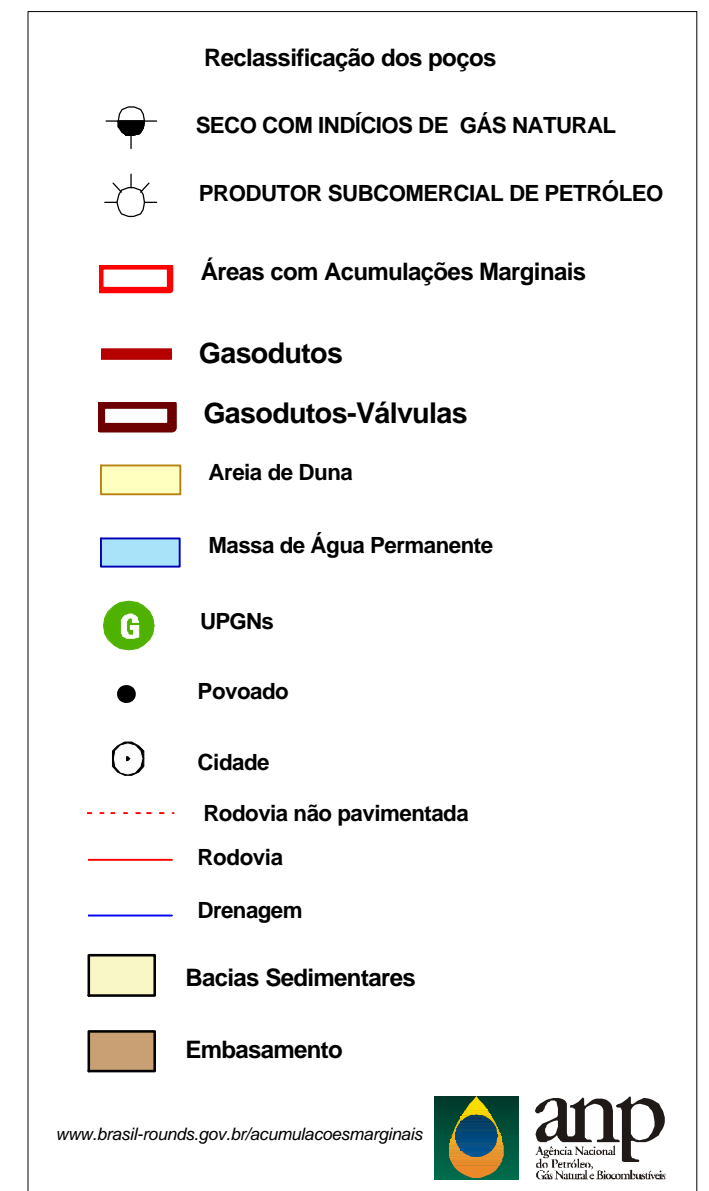 Reclassificação dos poços
SECO COM INDÍCIOS DE GÁS NATURAL
PRODUTOR SUBCOMERCIAL DE PETRÓLEO
Áreas com Acumulações Marginais
Gasodutos
Gasodutos-Válvulas
Areia de Duna
Massa de Água Permanente
G
UPGNs
Povoado
Cidade
Rodovia não pavimentada
Rodovia
Drenagem
Bacias Sedimentares
Embasamento
www.brasil-rounds.gov.br/acumulacoesmarginais
anp
Agência Nacional
do Petróleo,
Gás Natural e Biocombustíveis